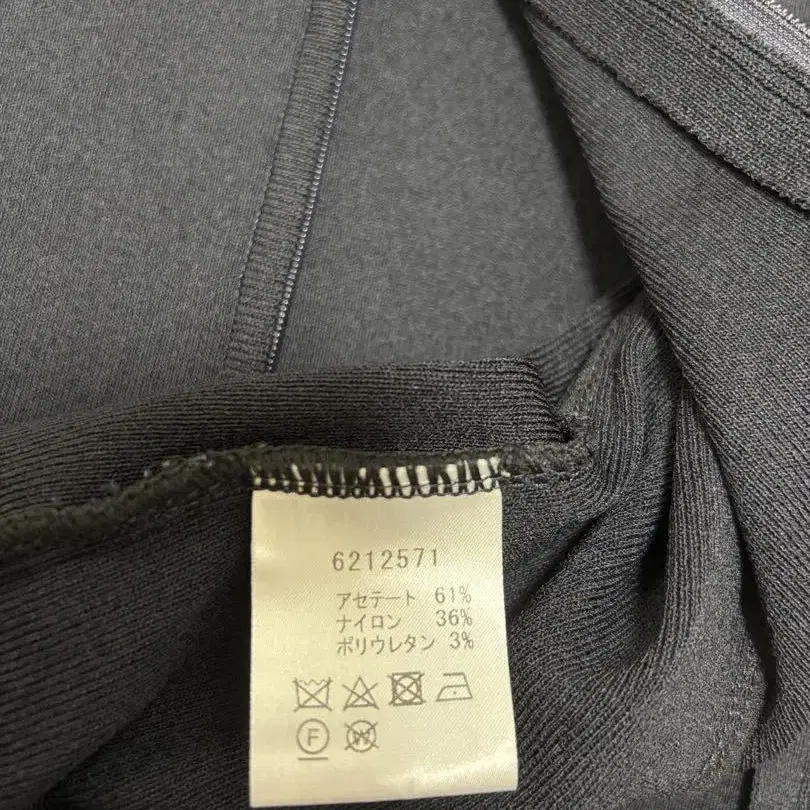 6212571
アセテート 61%
ナイロン 36%
ポリウレタン 3%
F W